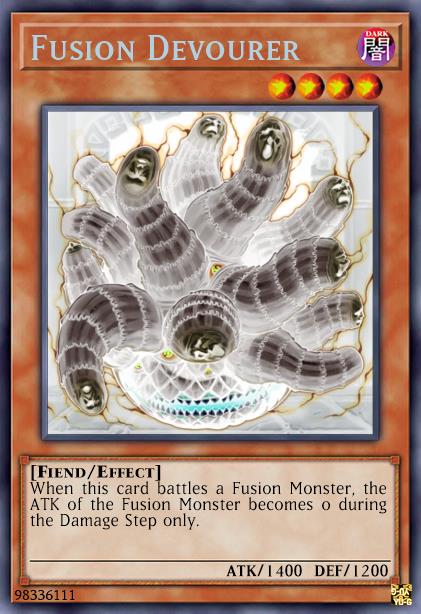 FUSION DEVOURER
DARK
闇
[FIEND/EFFECT]
When this card battles a Fusion Monster, the
ATK of the Fusion Monster becomes 0 during
the Damage Step only.
ATK/1400 DEF/1200
98336111